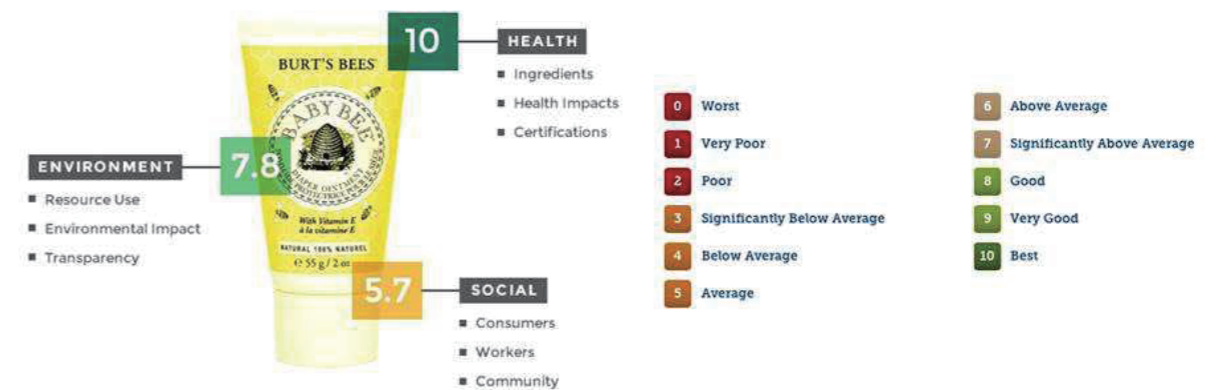 BURT'S BEES
BABY BEE
DIAPER OINTMENT
With Vitamin E
à la vitamine E
NATURAL 100% NATUREL
℮ 55 g / 2 oz
10
HEALTH
Ingredients
Health Impacts
Certifications
7.8
ENVIRONMENT
Resource Use
Environmental Impact
Transparency
5.7
SOCIAL
Consumers
Workers
Community
0 Worst
1 Very Poor
2 Poor
3 Significantly Below Average
4 Below Average
5 Average
6 Above Average
7 Significantly Above Average
8 Good
9 Very Good
10 Best